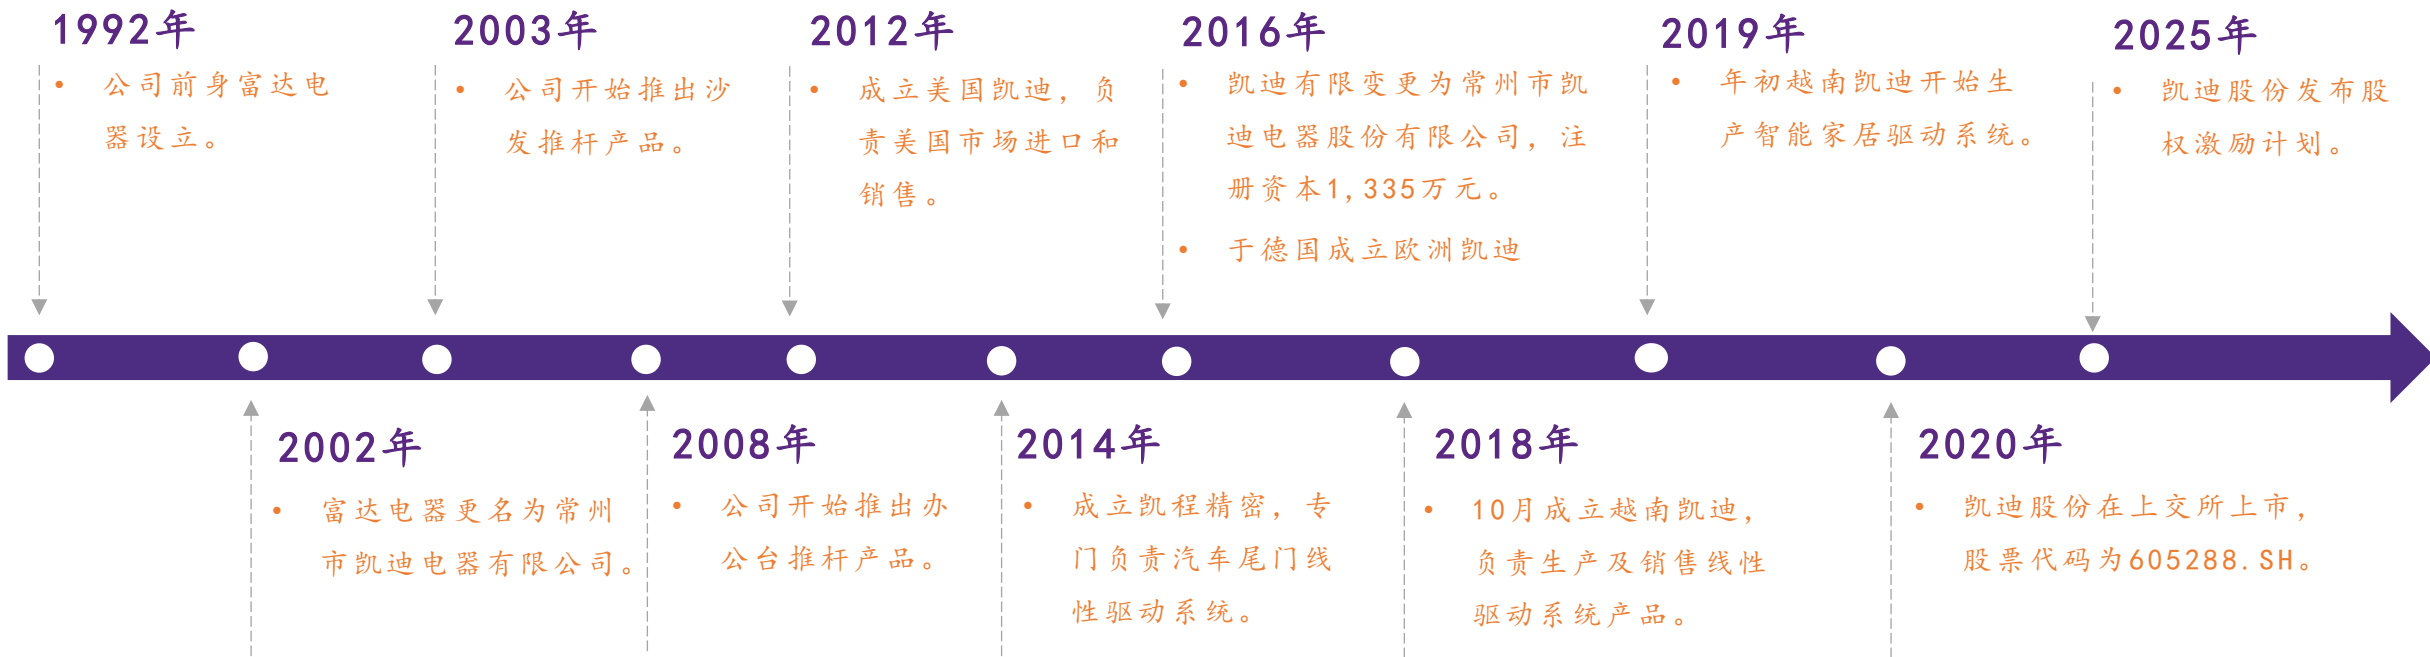 1992年
• 公司前身富达电
器设立。
2003年
• 公司开始推出沙
发推杆产品。
2012年
• 成立美国凯迪，负
责美国市场进口和
销售。
2016年
• 凯迪有限变更为常州市凯
迪电器股份有限公司，注
册资本1,335万元。
• 于德国成立欧洲凯迪
2019年
• 年初越南凯迪开始生
产智能家居驱动系统。
2025年
• 凯迪股份发布股
权激励计划。
2002年
• 富达电器更名为常州
市凯迪电器有限公司。
2008年
• 公司开始推出办
公台推杆产品。
2014年
• 成立凯程精密，专
门负责汽车尾门线
性驱动系统。
2018年
• 10月成立越南凯迪，
负责生产及销售线性
驱动系统产品。
2020年
• 凯迪股份在上交所上市，
股票代码为605288.SH。